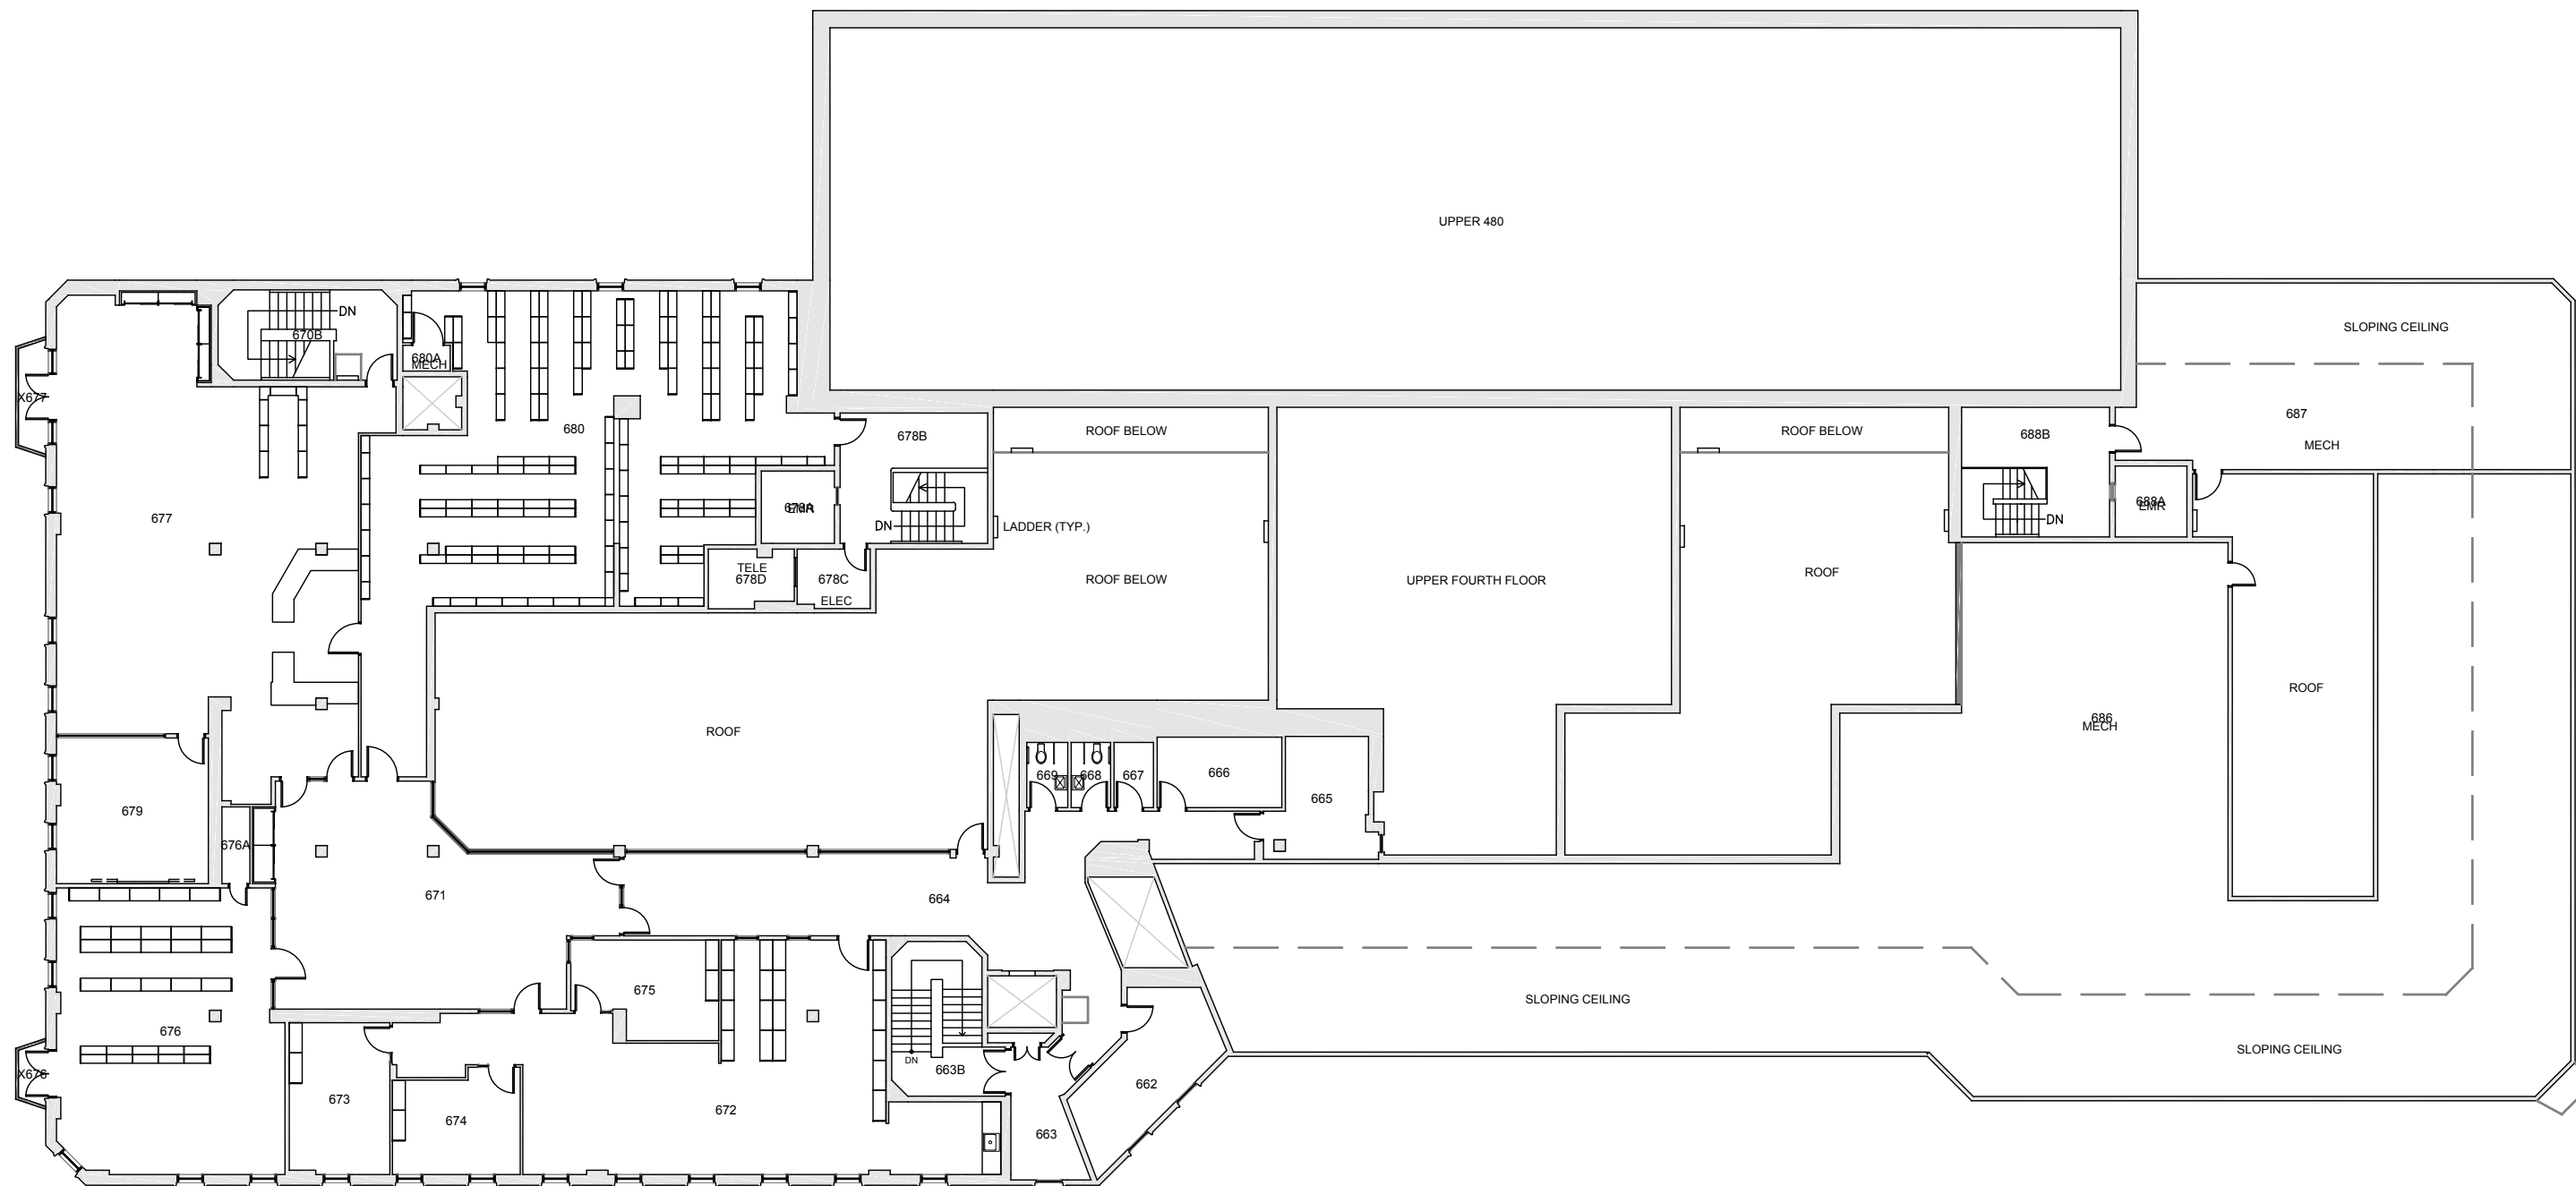 UPPER 480
DN
670B
SLOPING CEILING
680A
MECH
X677
687
MECH
680
678B
ROOF BELOW
ROOF BELOW
688B
677
EMR
688A
EMR
DN
LADDER (TYP.)
DN
TELE
678D
678C
ELEC
ROOF BELOW
UPPER FOURTH FLOOR
ROOF
ROOF
686
MECH
ROOF
669
668
667
666
665
679
676A
671
664
675
SLOPING CEILING
676
SLOPING CEILING
DN
663B
X676
662
673
674
672
663